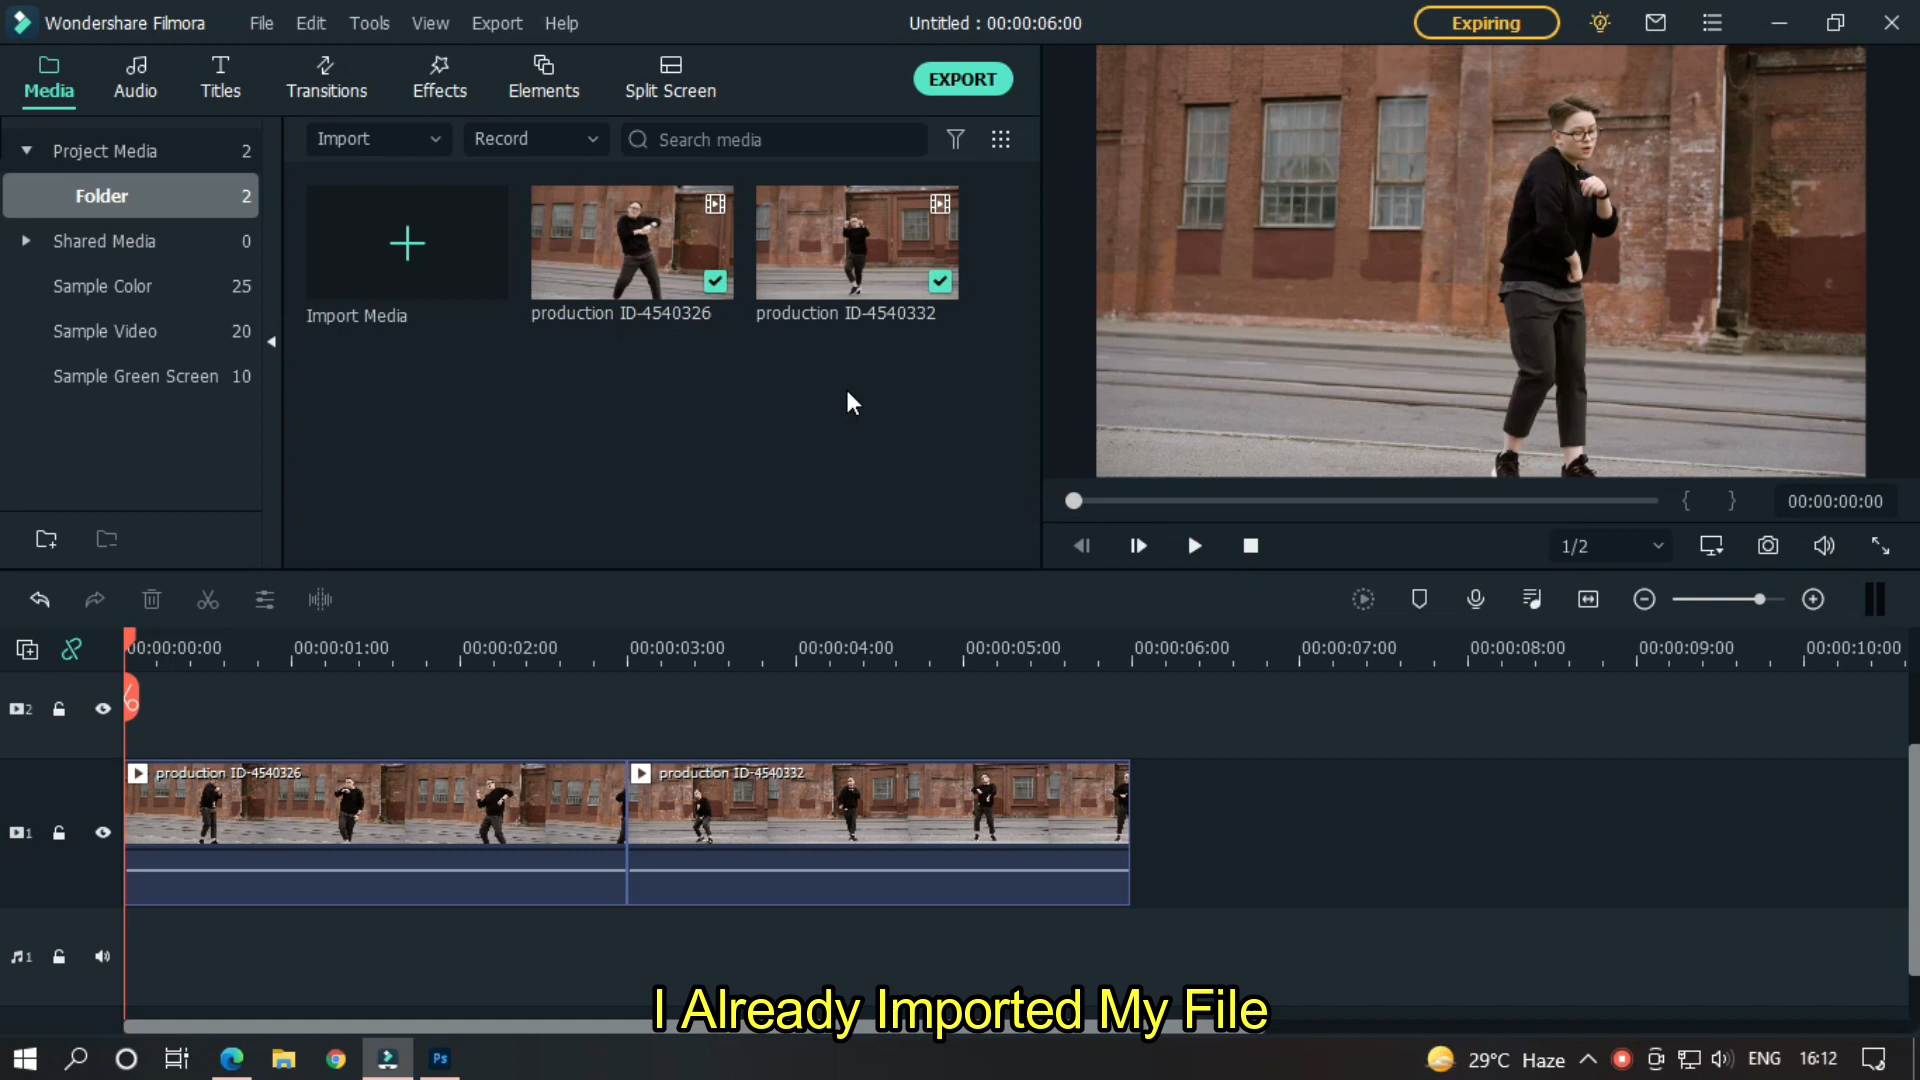 Wondershare Filmora File Edit Tools View Export Help Untitled : 00:00:06:00 Expiring
Media Audio Titles Transitions Effects Elements Split Screen EXPORT
Import Record Search media
Project Media 2
Folder 2
Shared Media 0
Sample Color 25
Sample Video 20
Sample Green Screen 10
Import Media production ID-4540326 production ID-4540332
{ } 00:00:00:00
1/2
00:00:00:00 00:00:01:00 00:00:02:00 00:00:03:00 00:00:04:00 00:00:05:00 00:00:06:00 00:00:07:00 00:00:08:00 00:00:09:00 00:00:10:00
2
production ID-4540326 production ID-4540332
1
1
I Already Imported My File
Ps 29°C Haze ENG 16:12